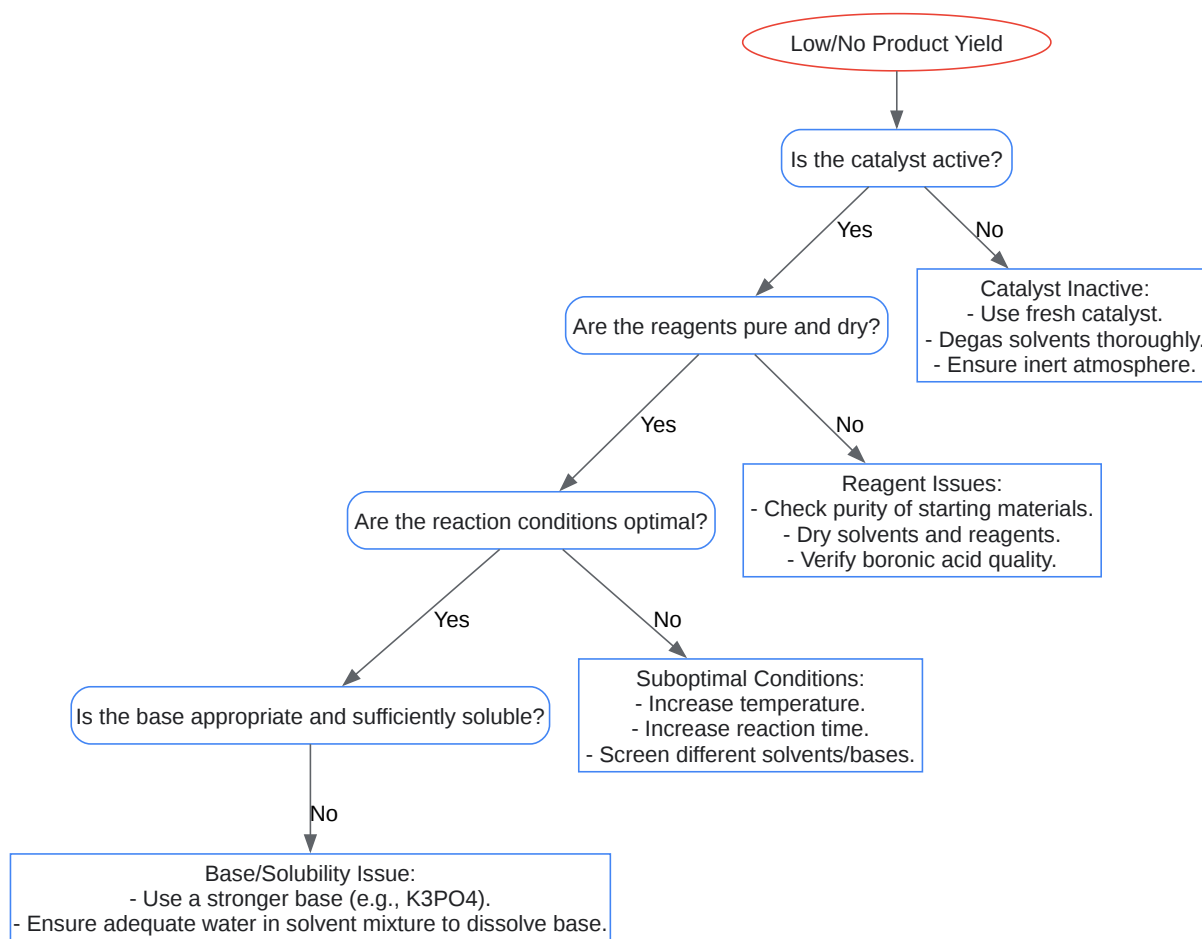 Low/No Product Yield
Is the catalyst active?
Yes
No
Catalyst Inactive:
- Use fresh catalyst.
- Degas solvents thoroughly.
- Ensure inert atmosphere.
Are the reagents pure and dry?
Yes
No
Reagent Issues:
- Check purity of starting materials.
- Dry solvents and reagents.
- Verify boronic acid quality.
Are the reaction conditions optimal?
Yes
No
Suboptimal Conditions:
- Increase temperature.
- Increase reaction time.
- Screen different solvents/bases.
Is the base appropriate and sufficiently soluble?
No
Base/Solubility Issue:
- Use a stronger base (e.g., K3PO4).
- Ensure adequate water in solvent mixture to dissolve base.